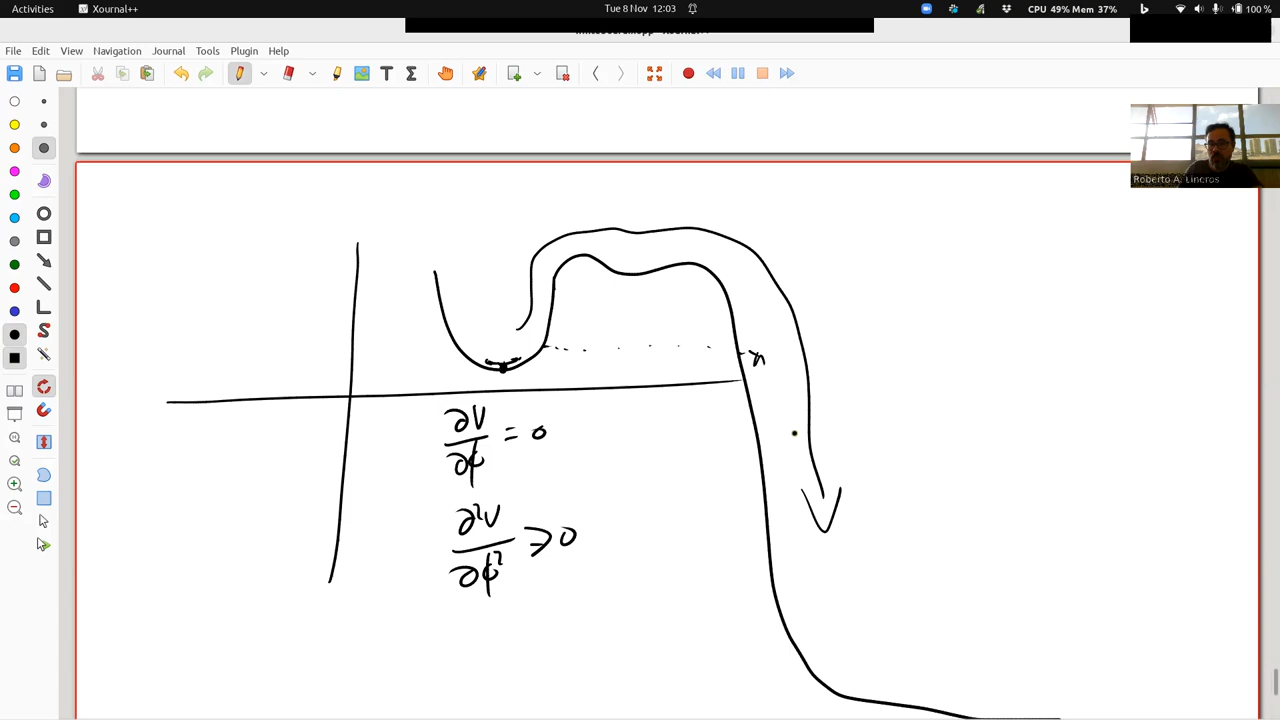 Activities
Xournal++
Tue 8 Nov 12:03
CPU 49% Mem 37%
100 %
File Edit View Navigation Journal Tools Plugin Help
Roberto A. Lineros
∂V/∂ϕ = 0
∂²V/∂ϕ² ⩾ 0